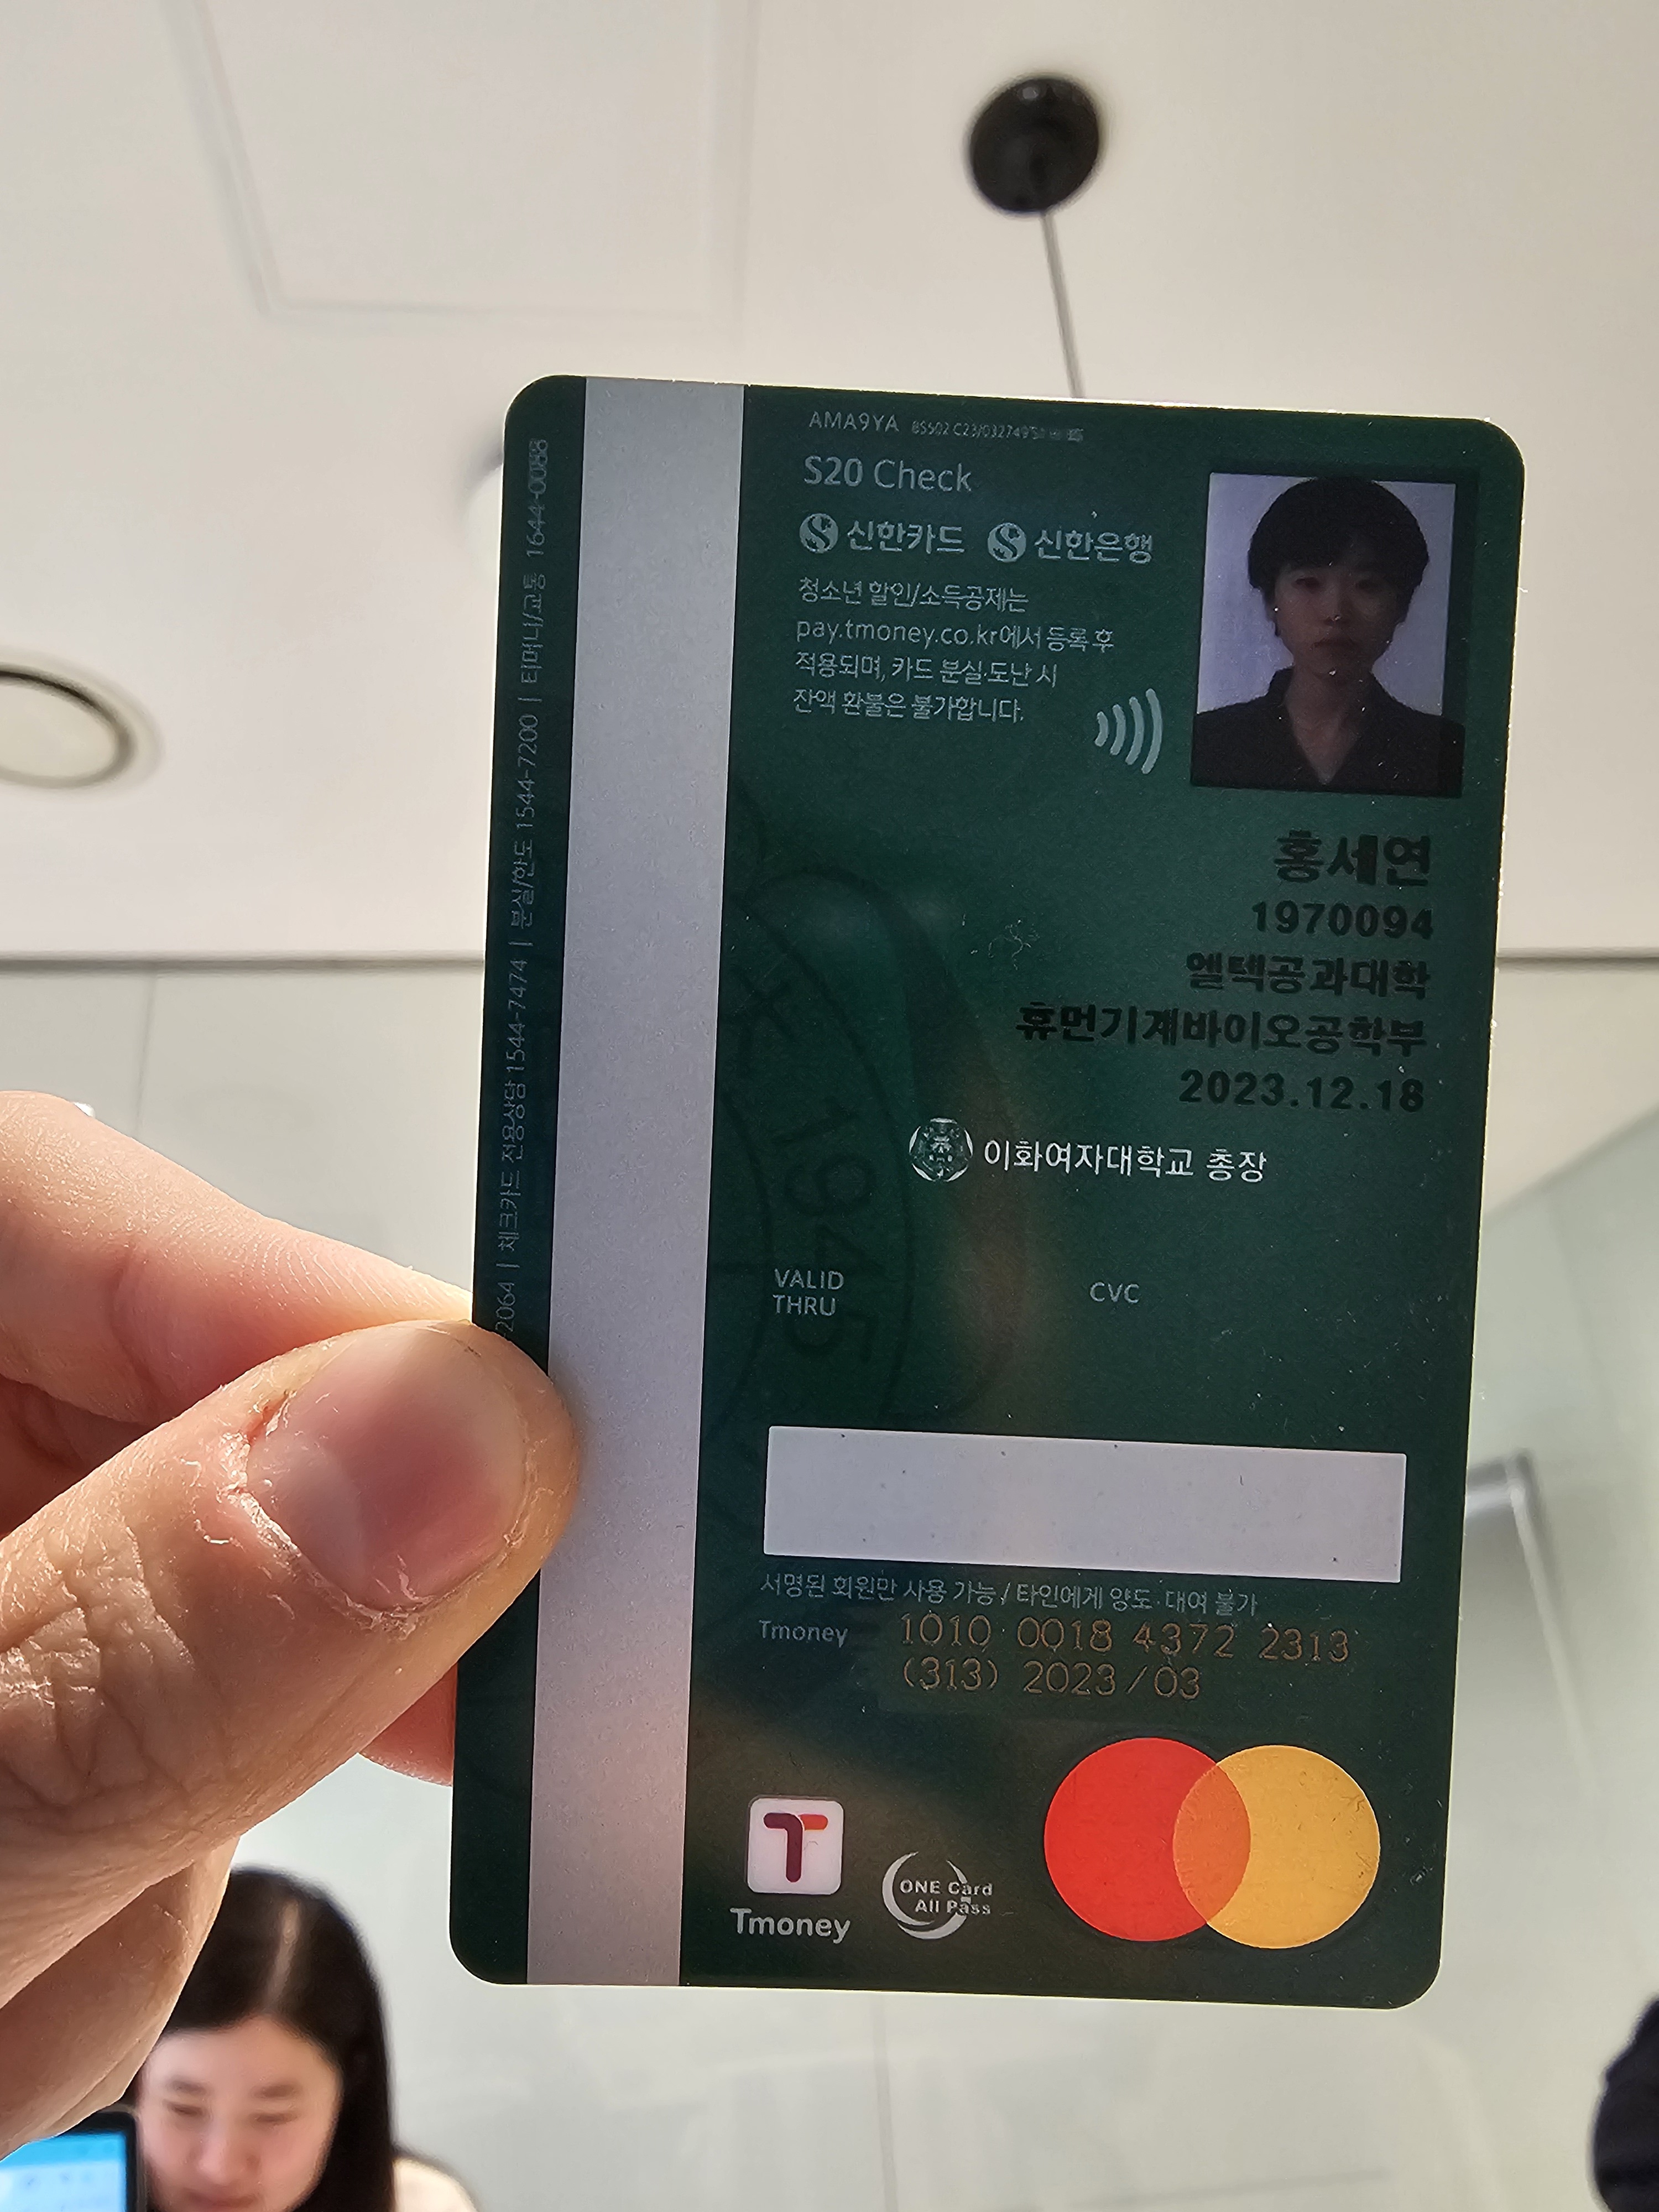 AMA9YA
S20 Check
신한카드 신한은행
청소년 할인/소득공제는
pay.tmoney.co.kr에서 등록 후
적용되며, 카드 분실·도난 시
잔액 환불은 불가합니다.
홍세연
1970094
엘텍공과대학
휴먼기계바이오공학부
2023.12.18
이화여자대학교 총장
1945
VALID
THRU
CVC
서명된 회원만 사용 가능 / 타인에게 양도·대여 불가
Tmoney 1010 0018 4372 2313
(313) 2023/03
Tmoney
ONE Card
All Pass
2064 | 체크카드 전용상담 1544-7474 | 분실/한도 1544-7200 | 티머니/교통 1644-0088